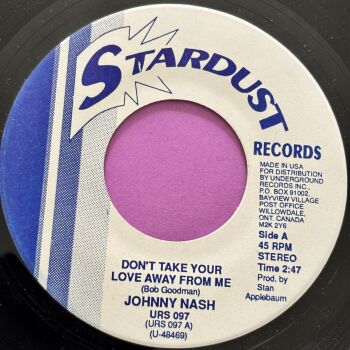 STARDUST
RECORDS
MADE IN USA
FOR DISTRIBUTION
BY UNDERGROUND
RECORDS INC.
P.O. BOX 91002
BAYVIEW VILLAGE
POST OFFICE
WILLOWDALE,
ONT. CANADA
M2K 2Y6
Side A
45 RPM
STEREO
Time 2:47
Prod. by
Stan
Applebaum
DON'T TAKE YOUR
LOVE AWAY FROM ME
(Bob Goodman)
JOHNNY NASH
URS 097
(URS 097 A)
(U-48469)